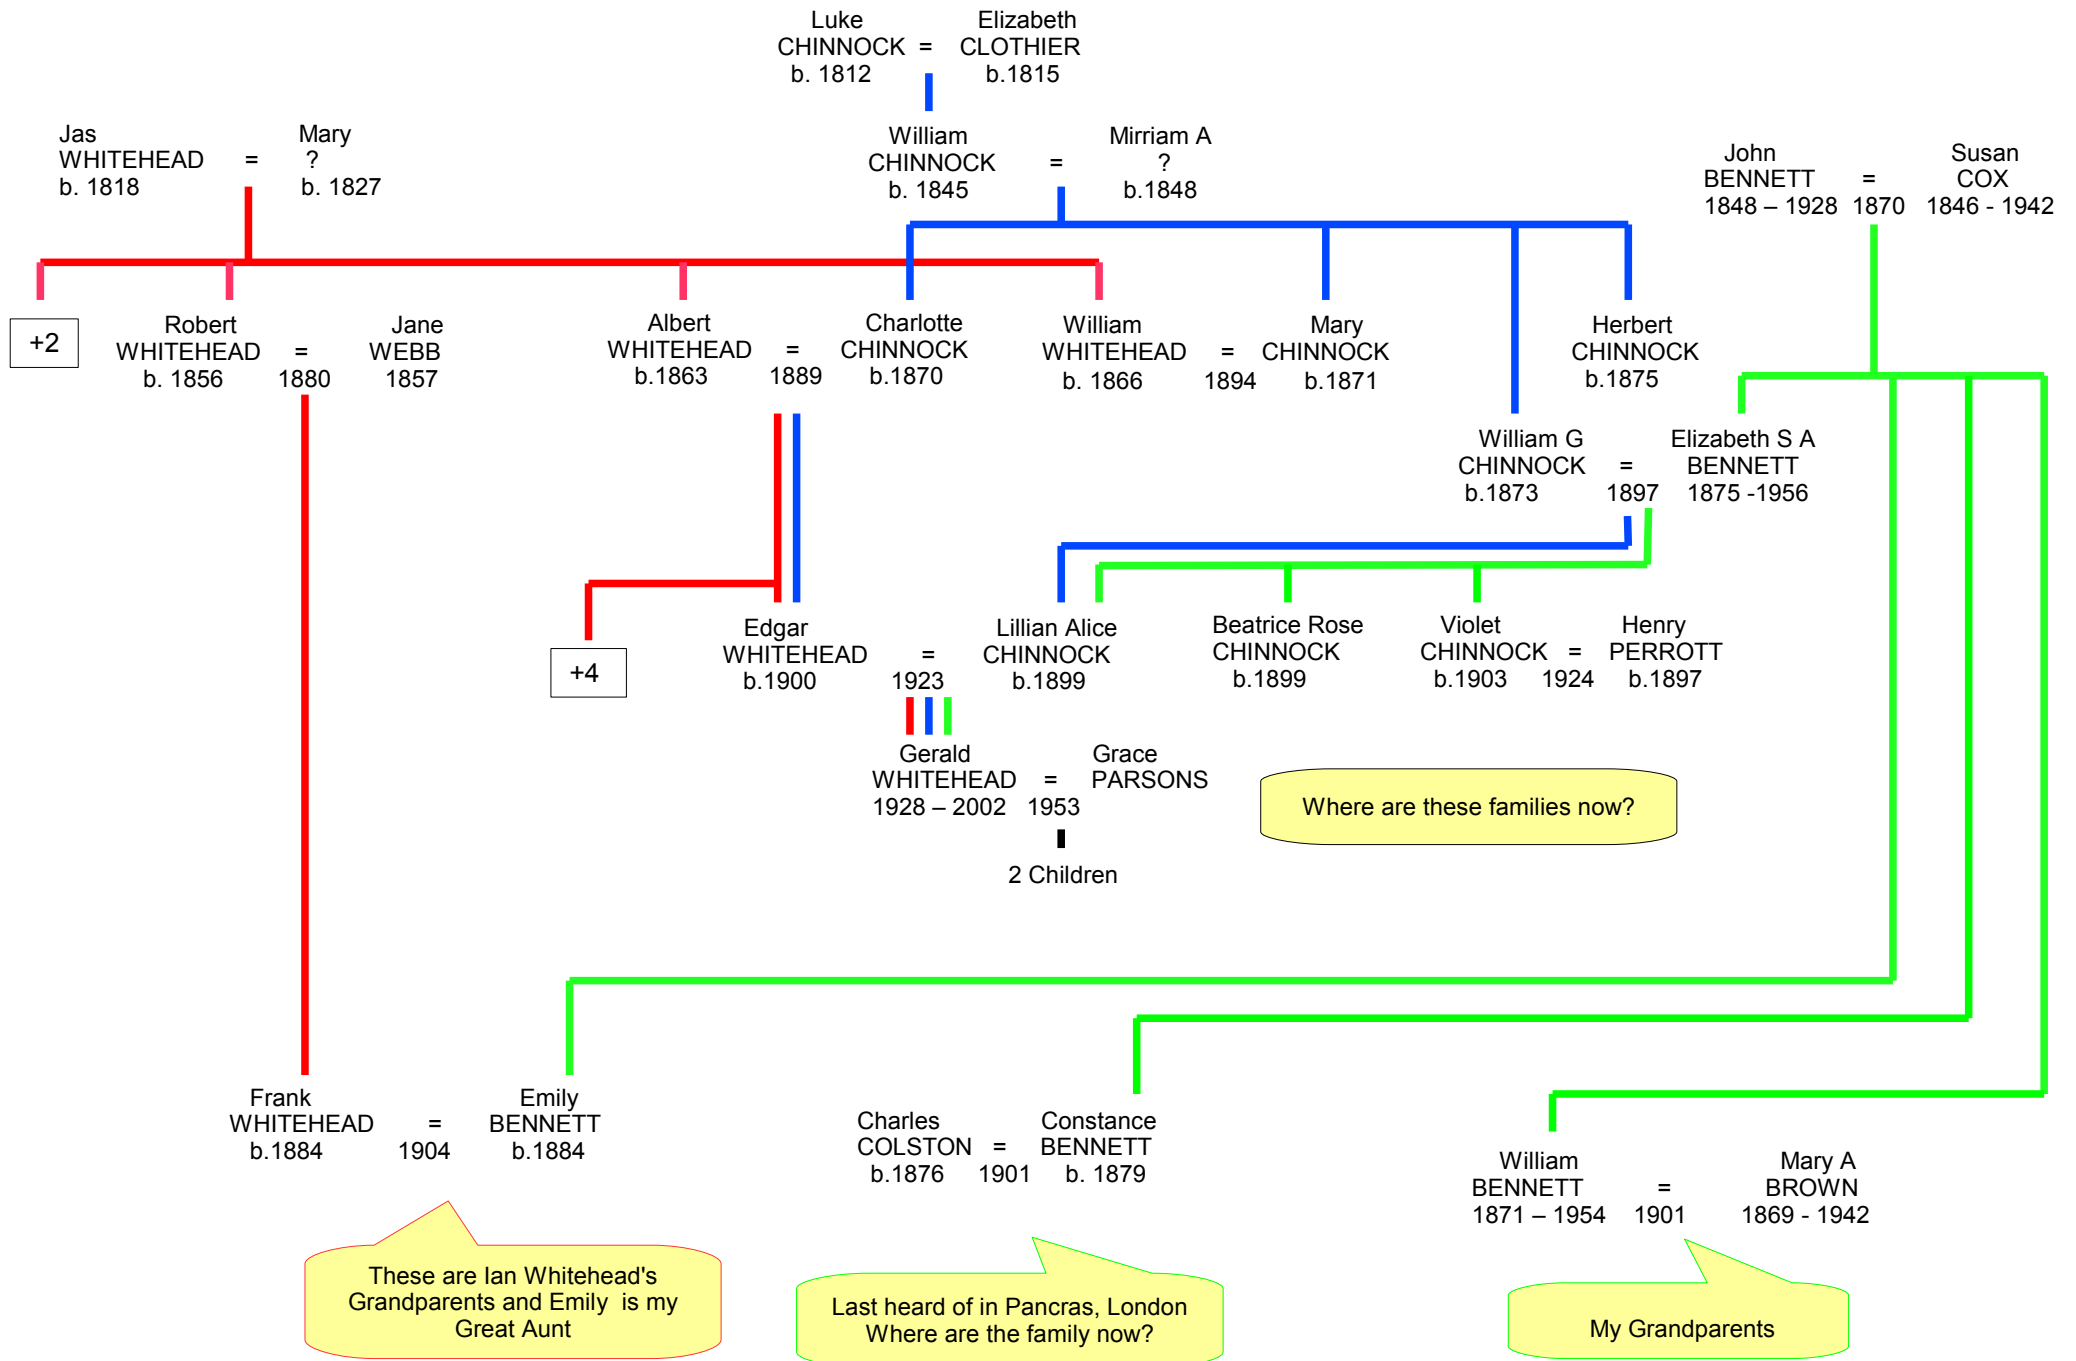 Luke Elizabeth
CHINNOCK = CLOTHIER
b. 1812 b.1815
Jas Mary
WHITEHEAD = ?
b. 1818 b. 1827
William Mirriam A
CHINNOCK = ?
b. 1845 b.1848
John Susan
BENNETT = COX
1848 – 1928 1870 1846 - 1942
+2
Robert Jane
WHITEHEAD = WEBB
b. 1856 1880 1857
Albert Charlotte
WHITEHEAD = CHINNOCK
b.1863 1889 b.1870
William Mary
WHITEHEAD = CHINNOCK
b. 1866 1894 b.1871
Herbert
CHINNOCK
b.1875
William G Elizabeth S A
CHINNOCK = BENNETT
b.1873 1897 1875 -1956
+4
Edgar Lillian Alice
WHITEHEAD = CHINNOCK
b.1900 1923 b.1899
Beatrice Rose
CHINNOCK
b.1899
Violet Henry
CHINNOCK = PERROTT
b.1903 1924 b.1897
Gerald Grace
WHITEHEAD = PARSONS
1928 – 2002 1953
2 Children
Where are these families now?
Frank Emily
WHITEHEAD = BENNETT
b.1884 1904 b.1884
Charles Constance
COLSTON = BENNETT
b.1876 1901 b. 1879
William Mary A
BENNETT = BROWN
1871 – 1954 1901 1869 - 1942
These are Ian Whitehead's
Grandparents and Emily is my
Great Aunt
Last heard of in Pancras, London
Where are the family now?
My Grandparents